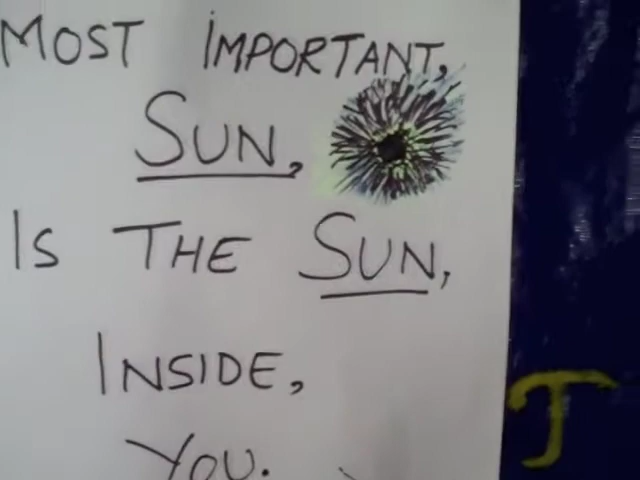 MOST IMPORTANT,
SUN,
IS THE SUN,
INSIDE,
YOU.
T